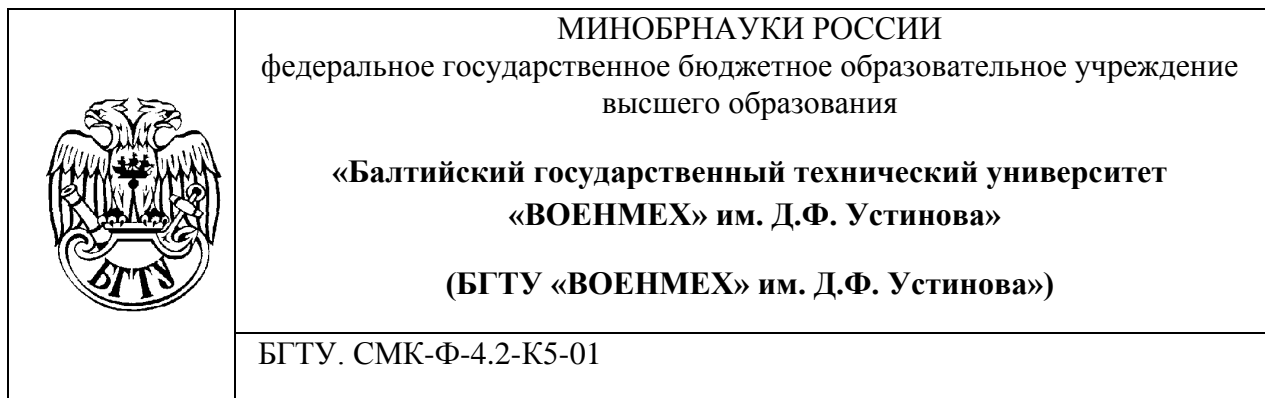 МИНОБРНАУКИ РОССИИ
федеральное государственное бюджетное образовательное учреждение
высшего образования
«Балтийский государственный технический университет
«ВОЕНМЕХ» им. Д.Ф. Устинова»
(БГТУ «ВОЕНМЕХ» им. Д.Ф. Устинова»)
БГТУ
БГТУ. СМК-Ф-4.2-К5-01